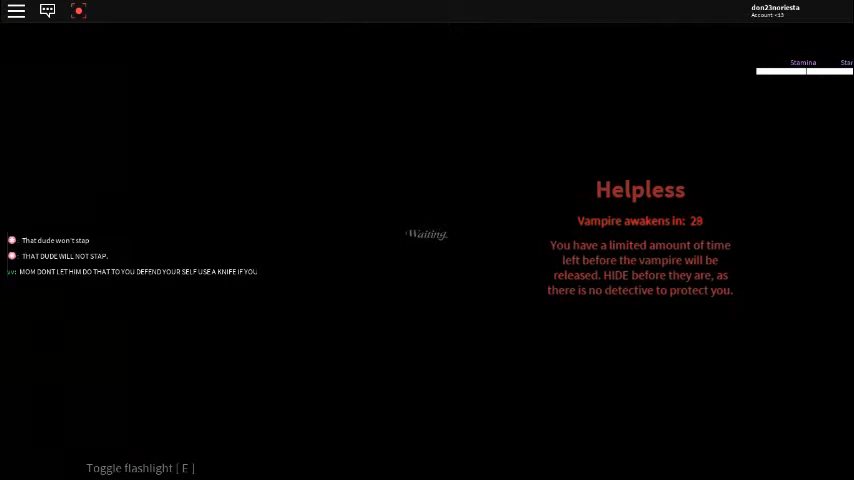 don23noriesta
Account <13
Stamina
Star
Helpless
Vampire awakens in: 28
You have a limited amount of time
left before the vampire will be
released. HIDE before they are, as
there is no detective to protect you.
Waiting.
That dude won't stap
THAT DUDE WILL NOT STAP.
MOM DONT LET HIM DO THAT TO YOU DEFEND YOUR SELF USE A KNIFE IF YOU
Toggle flashlight [ E ]